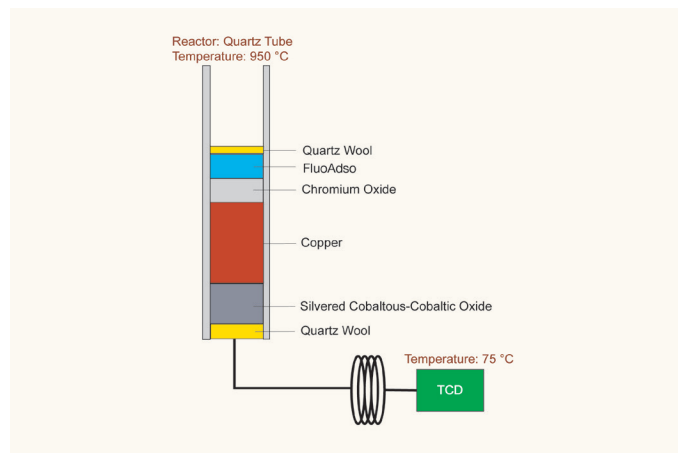 Reactor: Quartz Tube
Temperature: 950 °C
Quartz Wool
FluoAdso
Chromium Oxide
Copper
Silvered Cobaltous-Cobaltic Oxide
Quartz Wool
Temperature: 75 °C
TCD